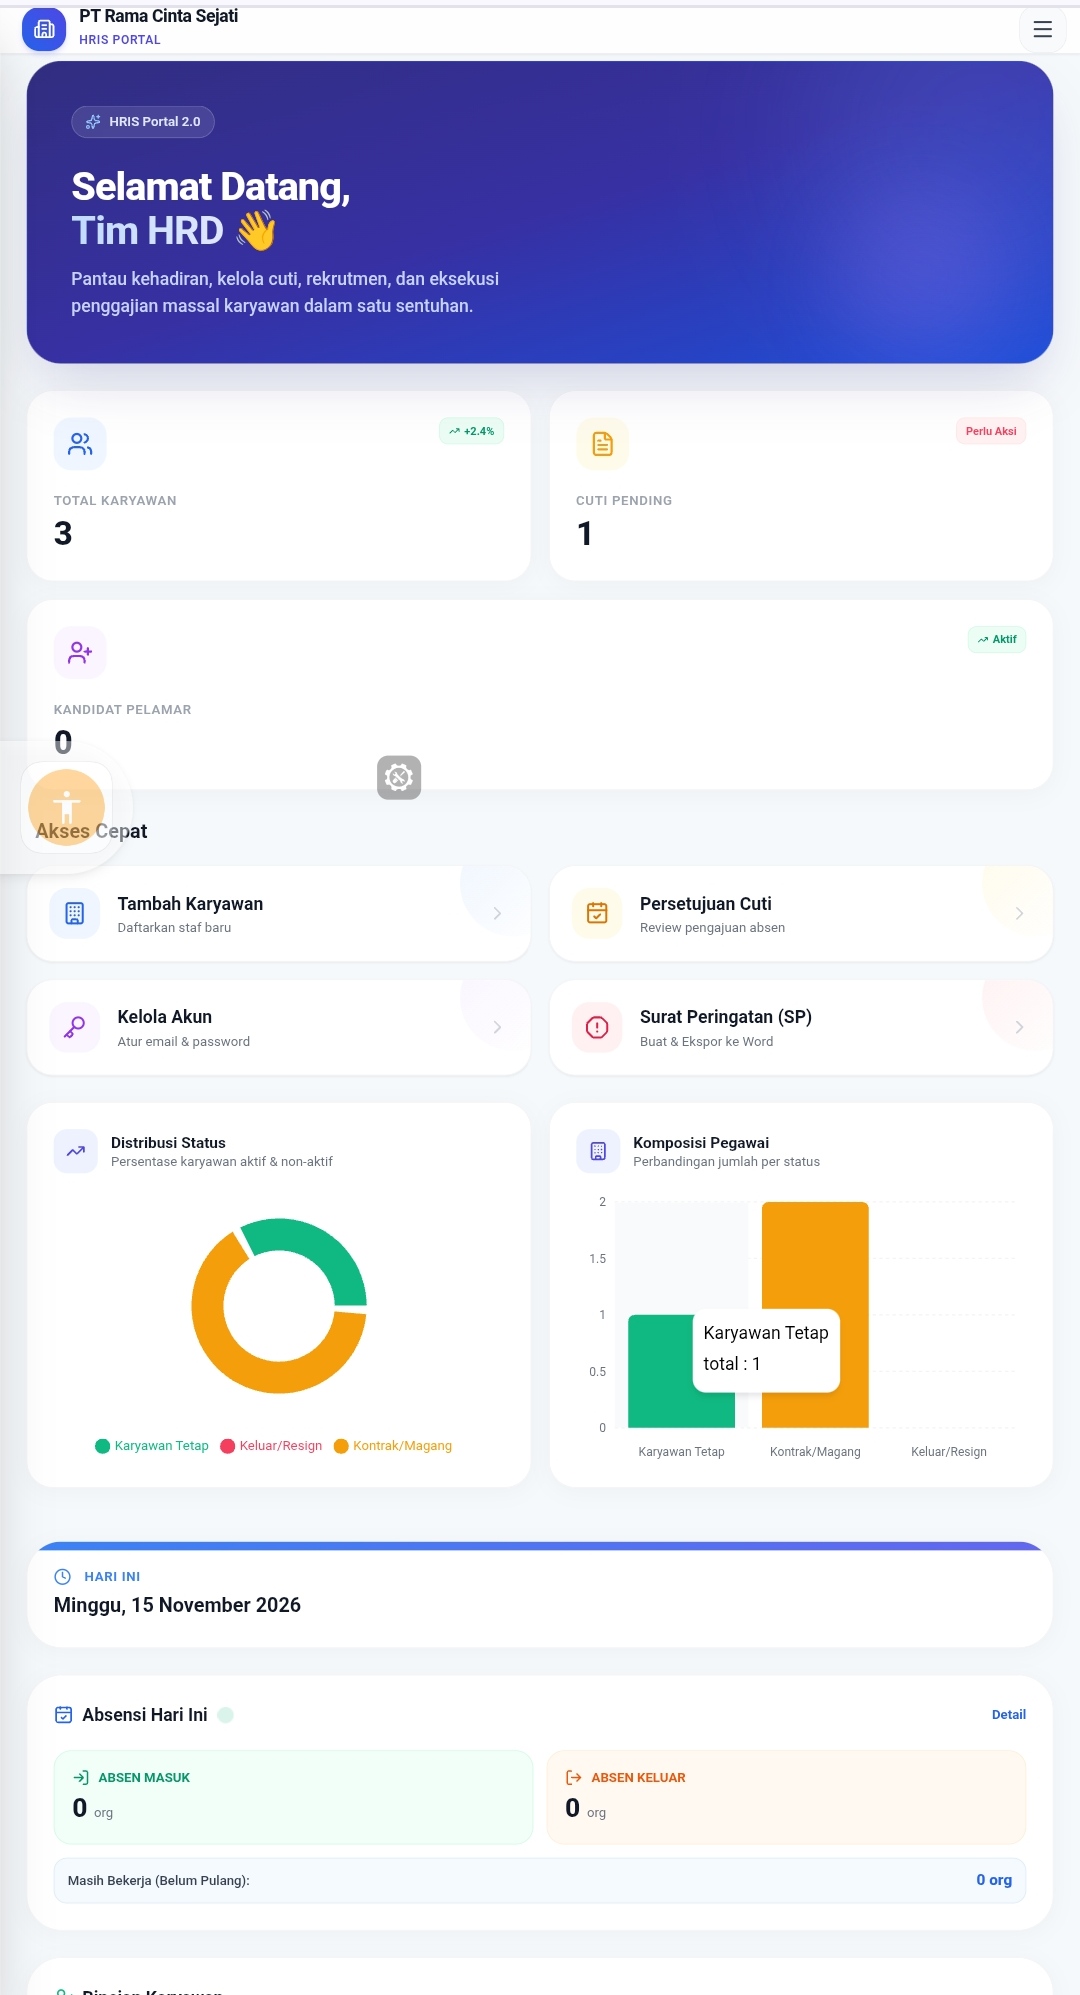 PT Rama Cinta Sejati
HRIS PORTAL
HRIS Portal 2.0
Selamat Datang,
Tim HRD 👋
Pantau kehadiran, kelola cuti, rekrutmen, dan eksekusi
penggajian massal karyawan dalam satu sentuhan.
+2.4%
TOTAL KARYAWAN
3
Perlu Aksi
CUTI PENDING
1
Aktif
KANDIDAT PELAMAR
0
Akses Cepat
Tambah Karyawan
Daftarkan staf baru
Persetujuan Cuti
Review pengajuan absen
Kelola Akun
Atur email & password
Surat Peringatan (SP)
Buat & Ekspor ke Word
Distribusi Status
Persentase karyawan aktif & non-aktif
Karyawan Tetap Keluar/Resign Kontrak/Magang
Komposisi Pegawai
Perbandingan jumlah per status
2
1.5
1
0.5
0
Karyawan Tetap
total : 1
Karyawan Tetap Kontrak/Magang Keluar/Resign
HARI INI
Minggu, 15 November 2026
Absensi Hari Ini
Detail
ABSEN MASUK
0 org
ABSEN KELUAR
0 org
Masih Bekerja (Belum Pulang):
0 org